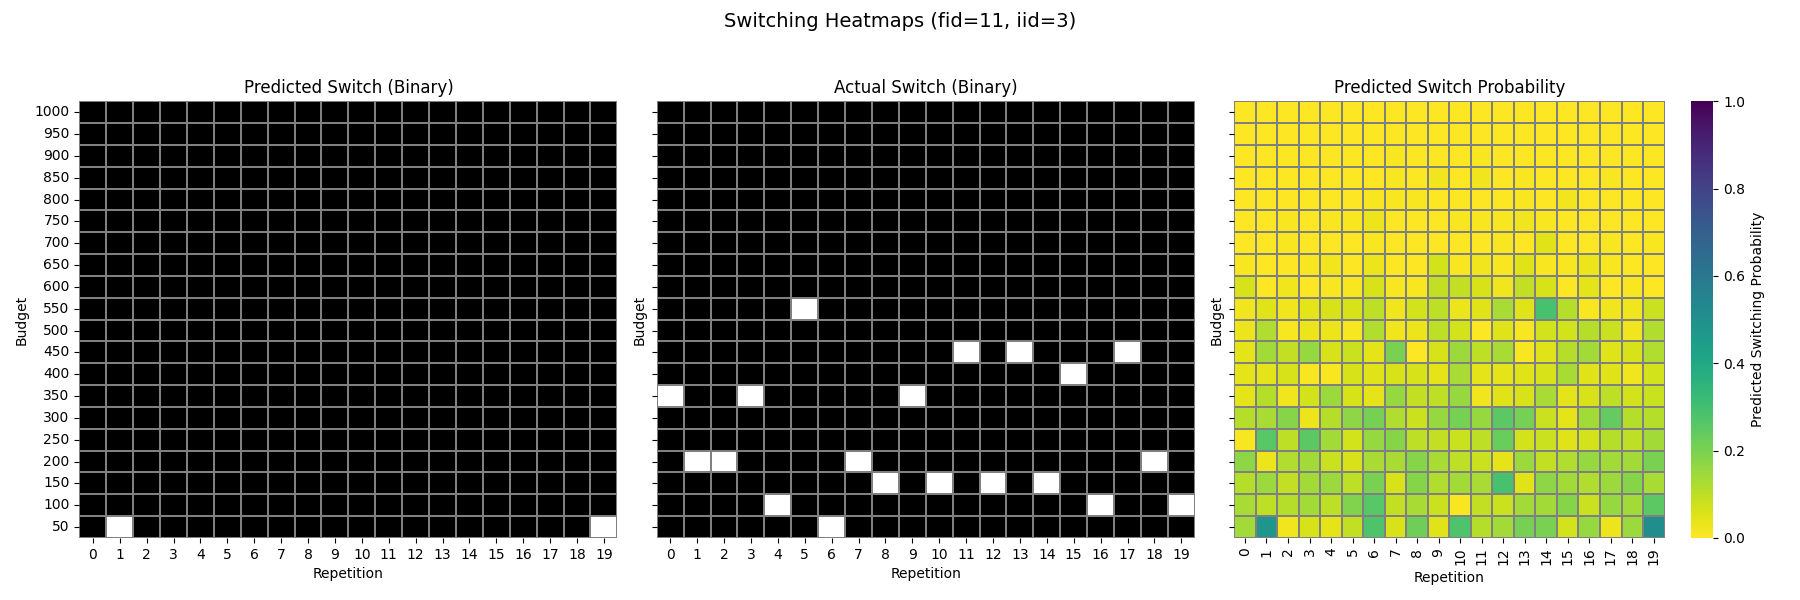 Switching Heatmaps (fid=11, iid=3)
Predicted Switch (Binary)
Budget
1000
950
900
850
800
750
700
650
600
550
500
450
400
350
300
250
200
150
100
50
0 1 2 3 4 5 6 7 8 9 10 11 12 13 14 15 16 17 18 19
Repetition
Actual Switch (Binary)
Budget
0 1 2 3 4 5 6 7 8 9 10 11 12 13 14 15 16 17 18 19
Repetition
Predicted Switch Probability
Budget
0 1 2 3 4 5 6 7 8 9 10 11 12 13 14 15 16 17 18 19
Repetition
1.0
0.8
0.6
0.4
0.2
0.0
Predicted Switching Probability